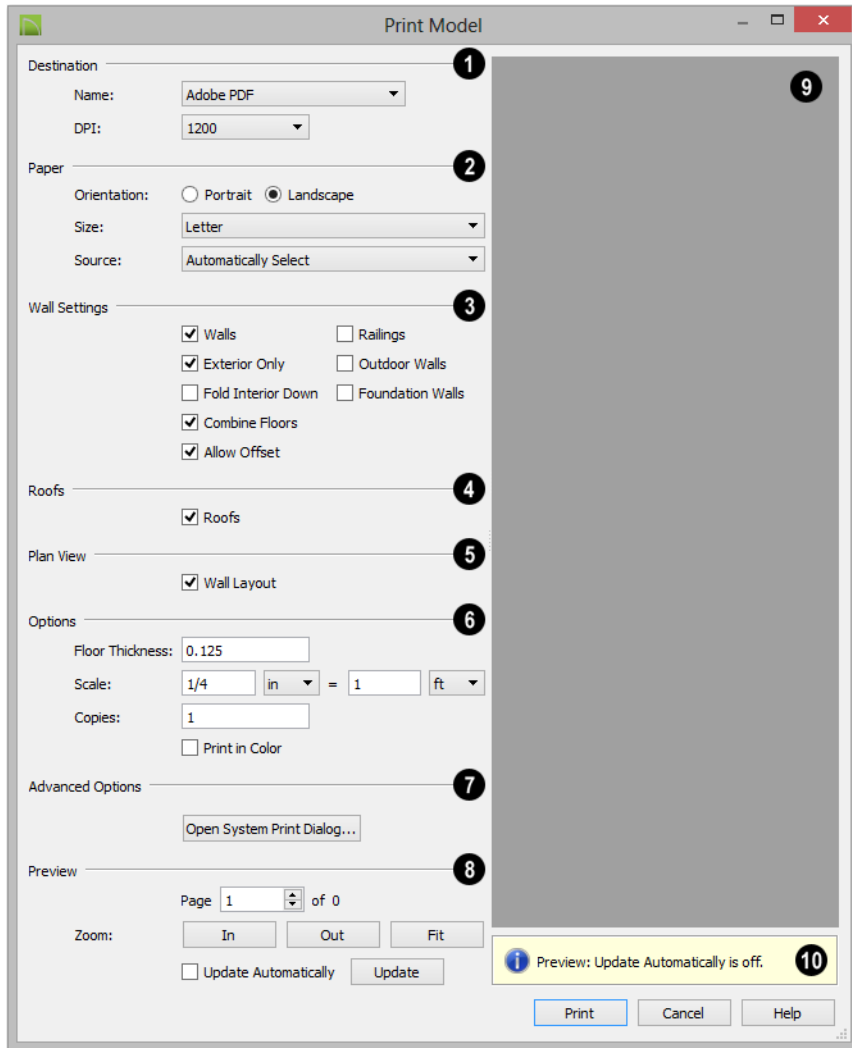 Print Model
Destination 1
Name: Adobe PDF
DPI: 1200
Paper 2
Orientation: Portrait Landscape
Size: Letter
Source: Automatically Select
Wall Settings 3
Walls Railings
Exterior Only Outdoor Walls
Fold Interior Down Foundation Walls
Combine Floors
Allow Offset
Roofs 4
Roofs
Plan View 5
Wall Layout
Options 6
Floor Thickness: 0.125
Scale: 1/4 in = 1 ft
Copies: 1
Print in Color
Advanced Options 7
Open System Print Dialog...
Preview 8
Page 1 of 0
Zoom: In Out Fit
Update Automatically Update
9
Preview: Update Automatically is off. 10
Print Cancel Help